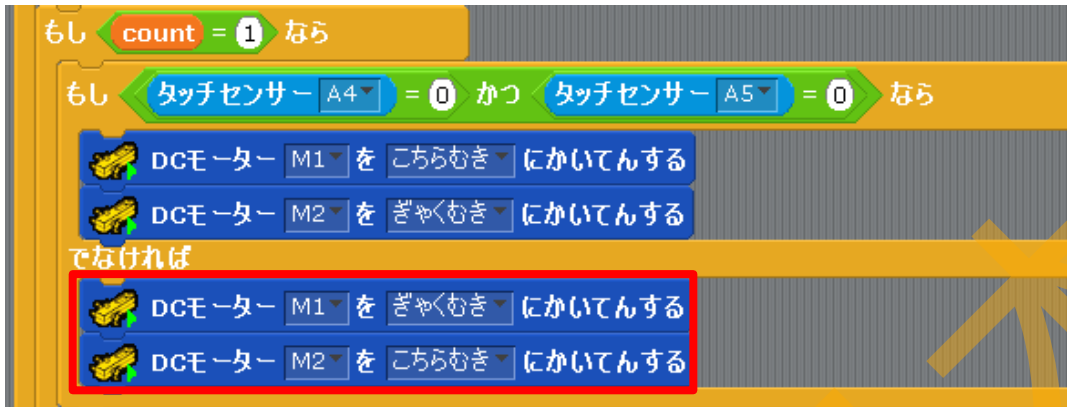 もし count = 1 なら
もし タッチセンサー A4 = 0 かつ タッチセンサー A5 = 0 なら
DCモーター M1 を こちらむき にかいてんする
DCモーター M2 を ぎゃくむき にかいてんする
でなければ
DCモーター M1 を ぎゃくむき にかいてんする
DCモーター M2 を こちらむき にかいてんする